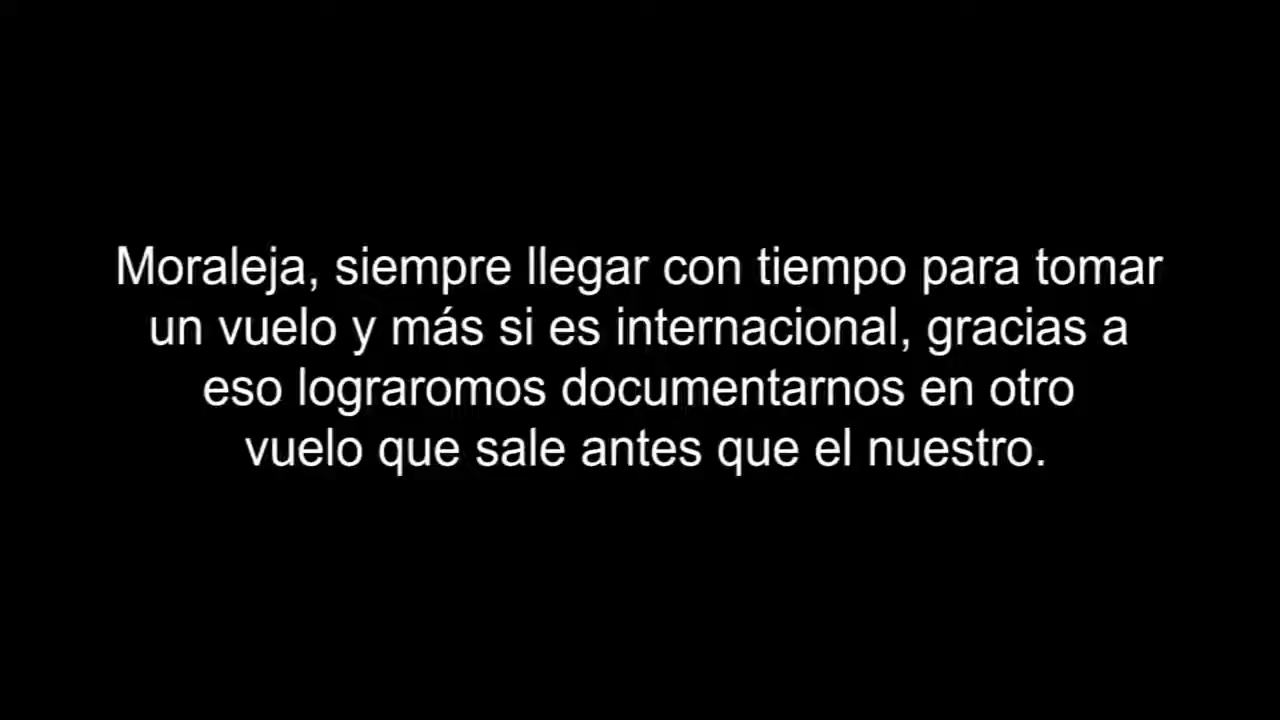 Moraleja, siempre llegar con tiempo para tomar
un vuelo y más si es internacional, gracias a
eso lograromos documentarnos en otro
vuelo que sale antes que el nuestro.